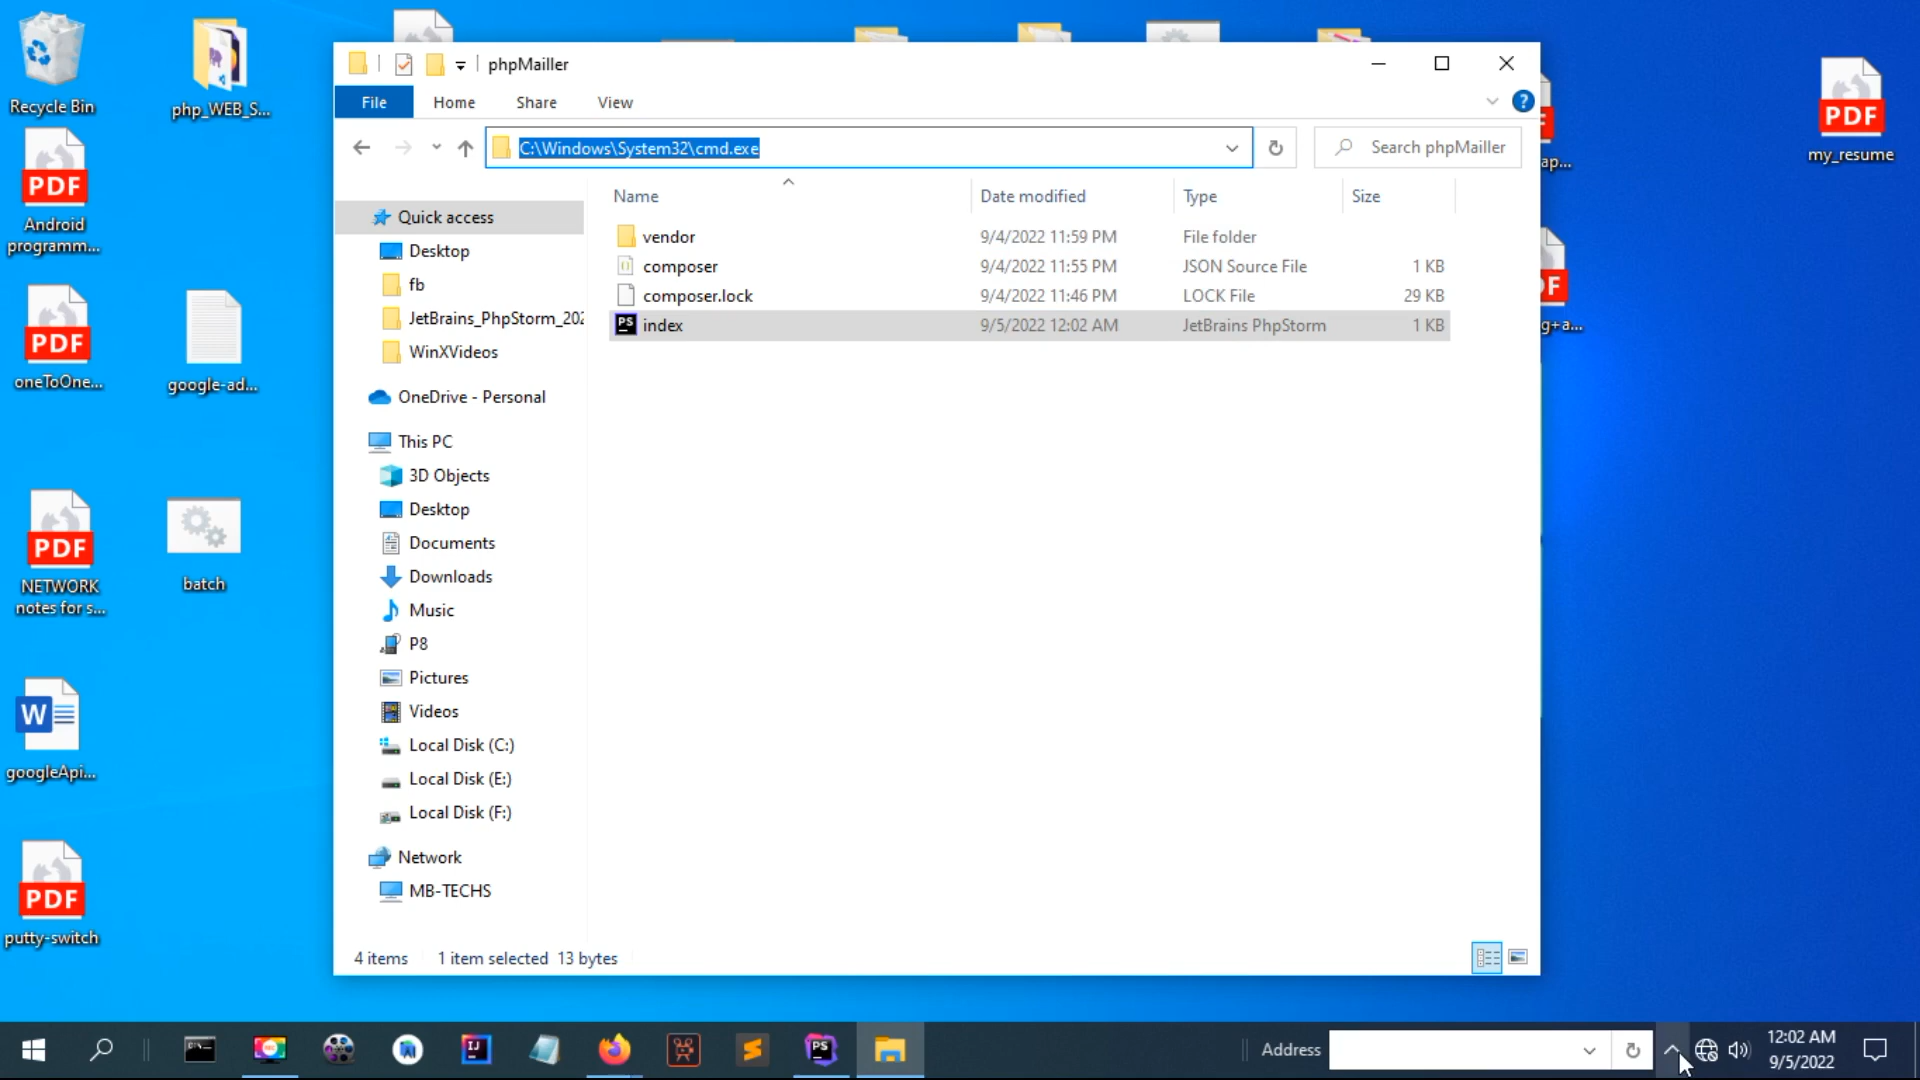 phpMailler
File
Home
Share
View
C:\Windows\System32\cmd.exe
Search phpMailler
Name
Date modified
Type
Size
Quick access
Desktop
fb
JetBrains_PhpStorm_202
WinXVideos
OneDrive - Personal
This PC
3D Objects
Desktop
Documents
Downloads
Music
P8
Pictures
Videos
Local Disk (C:)
Local Disk (E:)
Local Disk (F:)
Network
MB-TECHS
vendor 9/4/2022 11:59 PM File folder
composer 9/4/2022 11:55 PM JSON Source File 1 KB
composer.lock 9/4/2022 11:46 PM LOCK File 29 KB
index 9/5/2022 12:02 AM JetBrains PhpStorm 1 KB
4 items 1 item selected 13 bytes
Recycle Bin
php_WEB_S...
PDF
Android
programm...
PDF
oneToOne...
google-ad...
PDF
NETWORK
notes for s...
batch
W
googleApi...
PDF
putty-switch
PDF
my_resume
ap...
g+a...
IJ
PS
Address
12:02 AM
9/5/2022